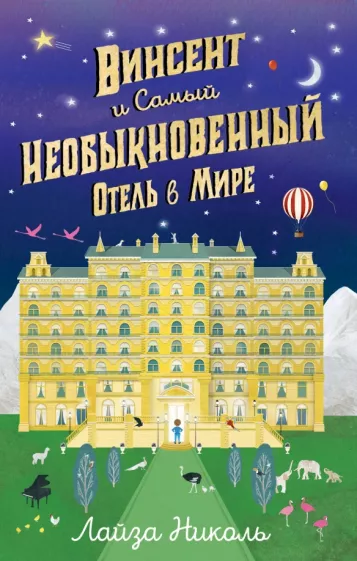 Винсент
и Самый
Необыкновенный
Отель в Мире
Лайза Николь